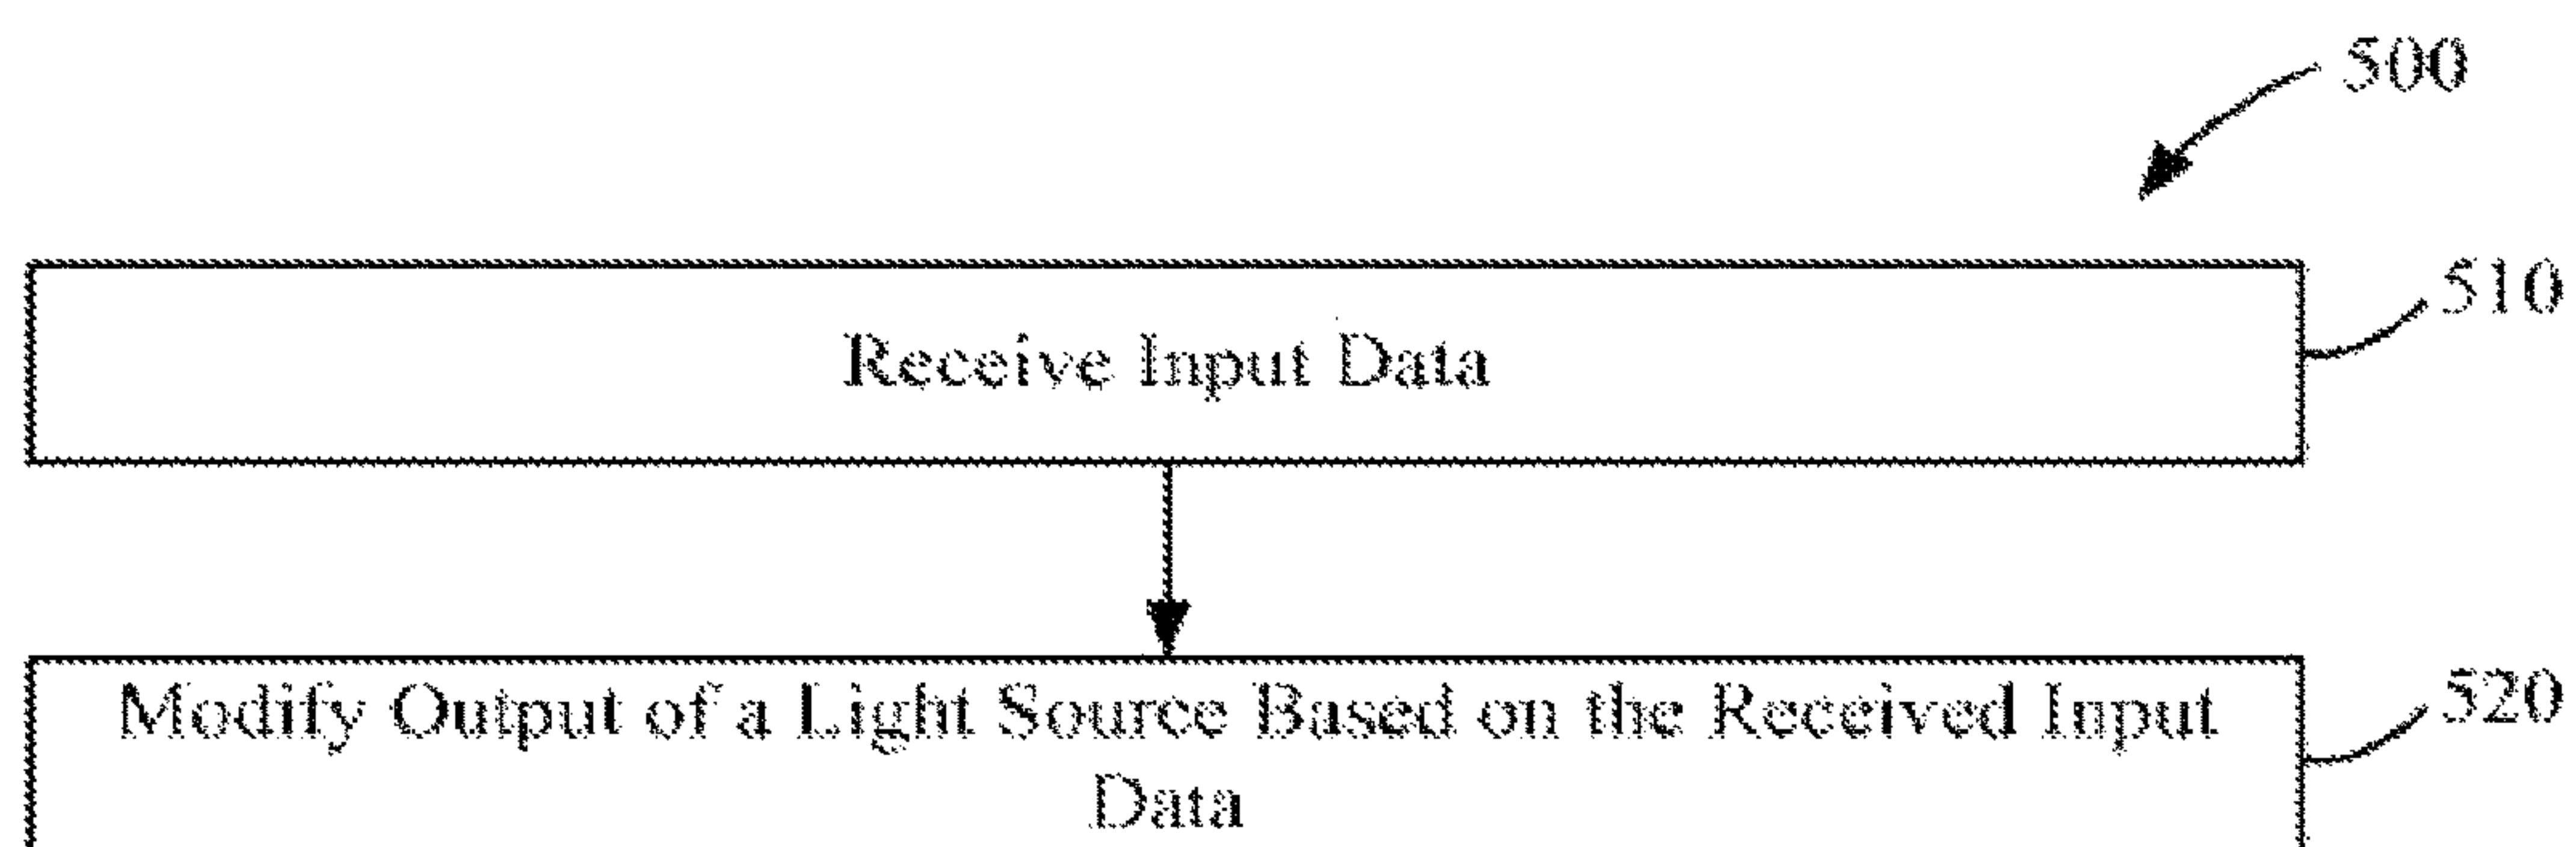 500
510
Receive Input Data
520
Modify Output of a Light Source Based on the Received Input
Data